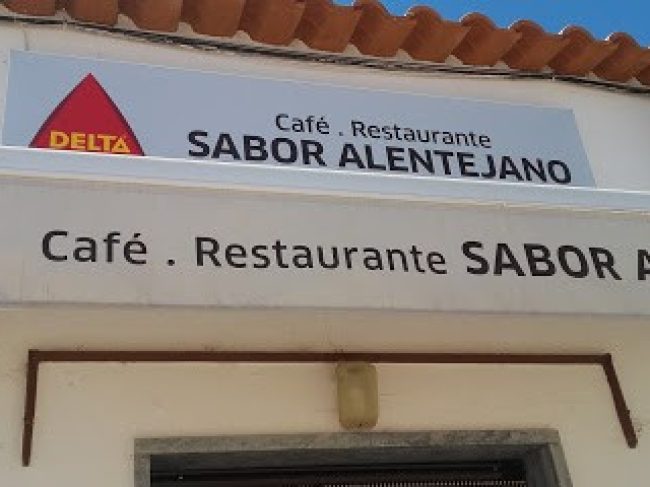 DELTA
Café . Restaurante
SABOR ALENTEJANO
Café . Restaurante SABOR A